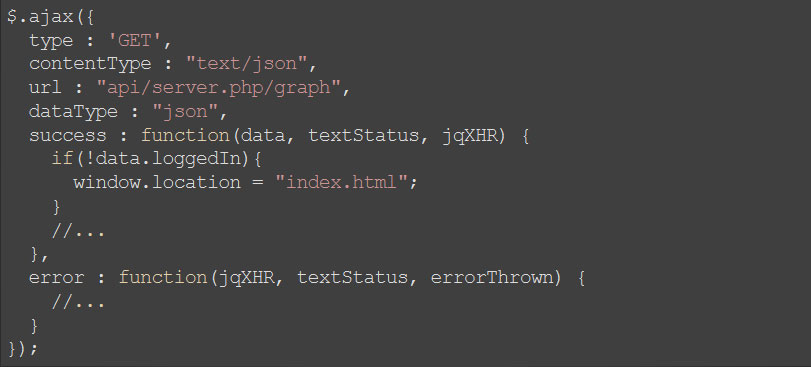 $.ajax({
  type : 'GET',
  contentType : "text/json",
  url : "api/server.php/graph",
  dataType : "json",
  success : function(data, textStatus, jqXHR) {
    if(!data.loggedIn){
      window.location = "index.html";
    }
    //...
  },
  error : function(jqXHR, textStatus, errorThrown) {
    //...
  }
});